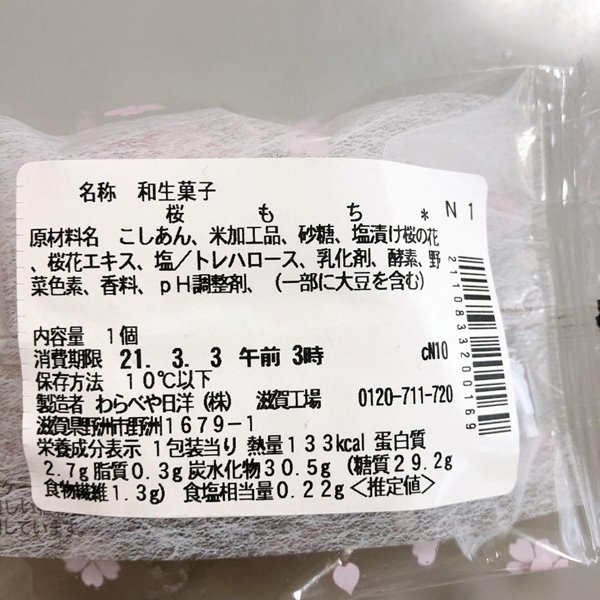 名称 和生菓子
桜もち * N1
原材料名 こしあん、米加工品、砂糖、塩漬け桜の花
、桜花エキス、塩／トレハロース、乳化剤、酵素、野
菜色素、香料、pH調整剤、(一部に大豆を含む)
内容量 1個
消費期限 21. 3. 3 午前 3時 cN10
保存方法 10℃以下
製造者 わらべや日洋(株) 滋賀工場 0120-711-720
滋賀県野洲市野洲1679-1
栄養成分表示 1包装当り 熱量133kcal 蛋白質
2.7g 脂質0.3g 炭水化物30.5g (糖質29.2g
食物繊維1.3g) 食塩相当量0.22g <推定値>
2110833200169
しています。